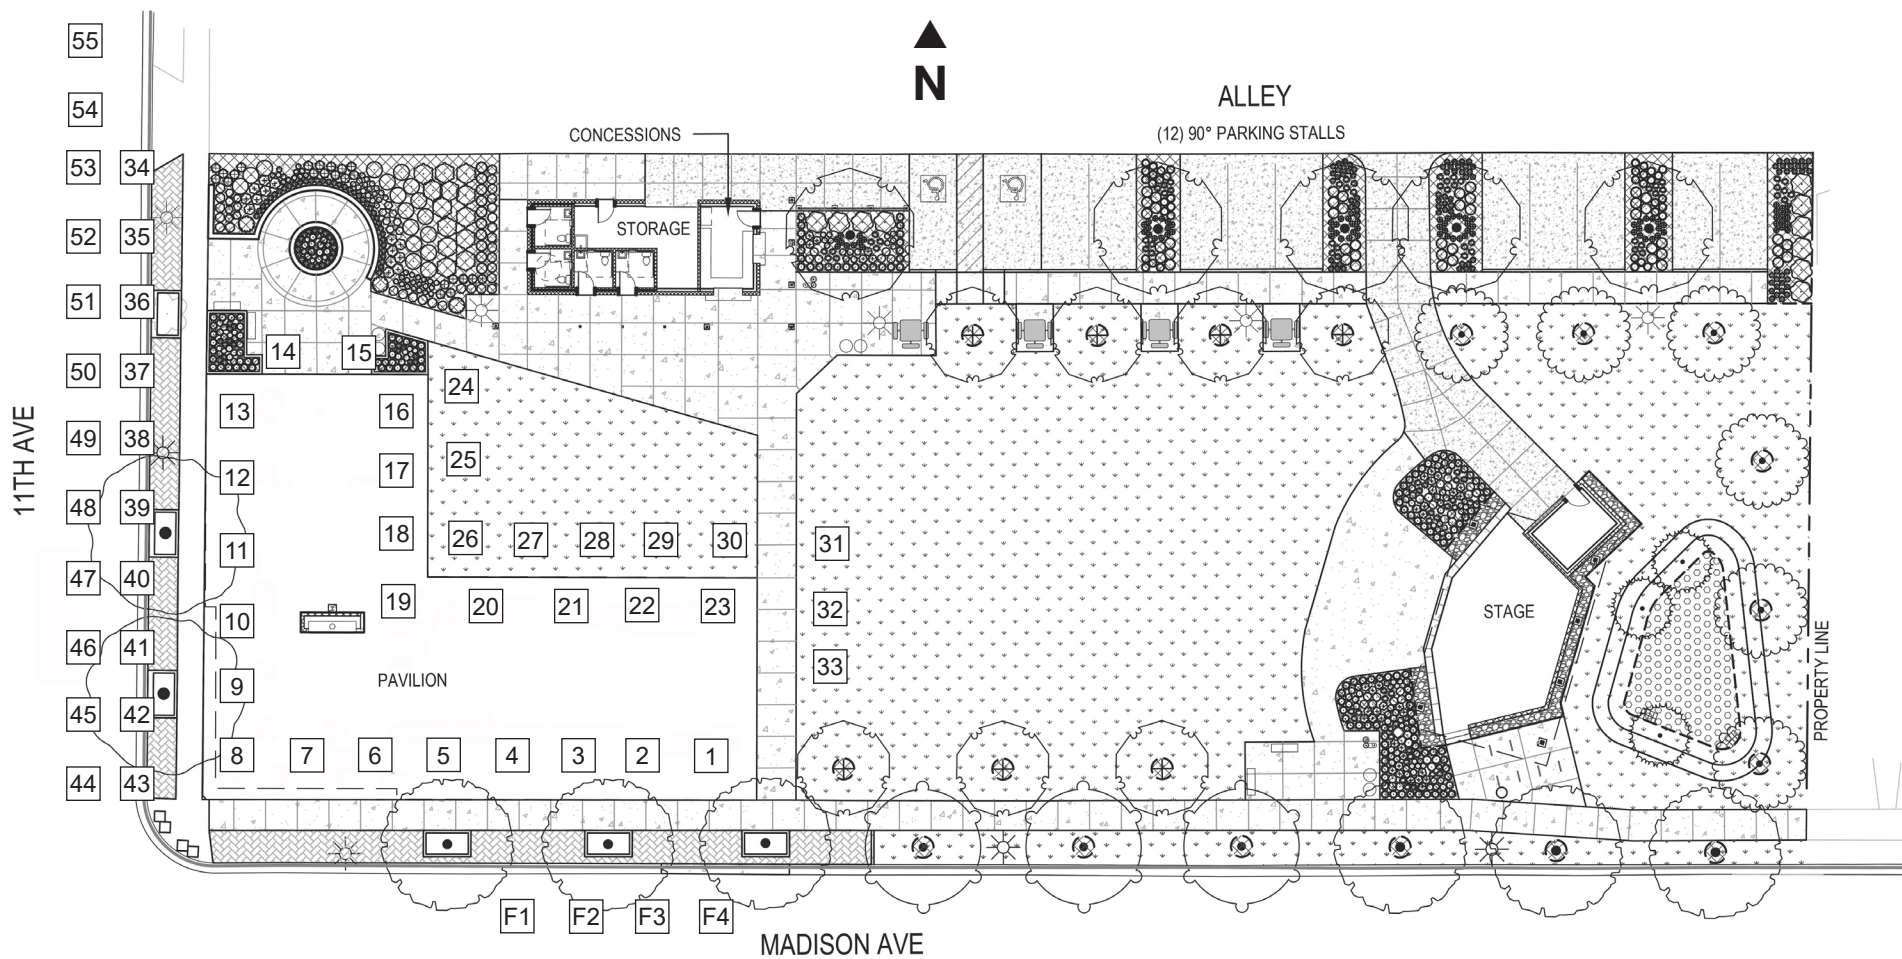 55
N
ALLEY
54
CONCESSIONS
(12) 90° PARKING STALLS
53 34
STORAGE
52 35
51 36
14 15
50 37
24
13 16
11TH AVE
49 38
25
17
12
48 39
18
26 27 28 29 30 31
11
47 40
19 20 21 22 23 32
10
STAGE
46 41
33
PROPERTY LINE
9
PAVILION
45 42
8 7 6 5 4 3 2 1
44 43
F1 F2 F3 F4
MADISON AVE